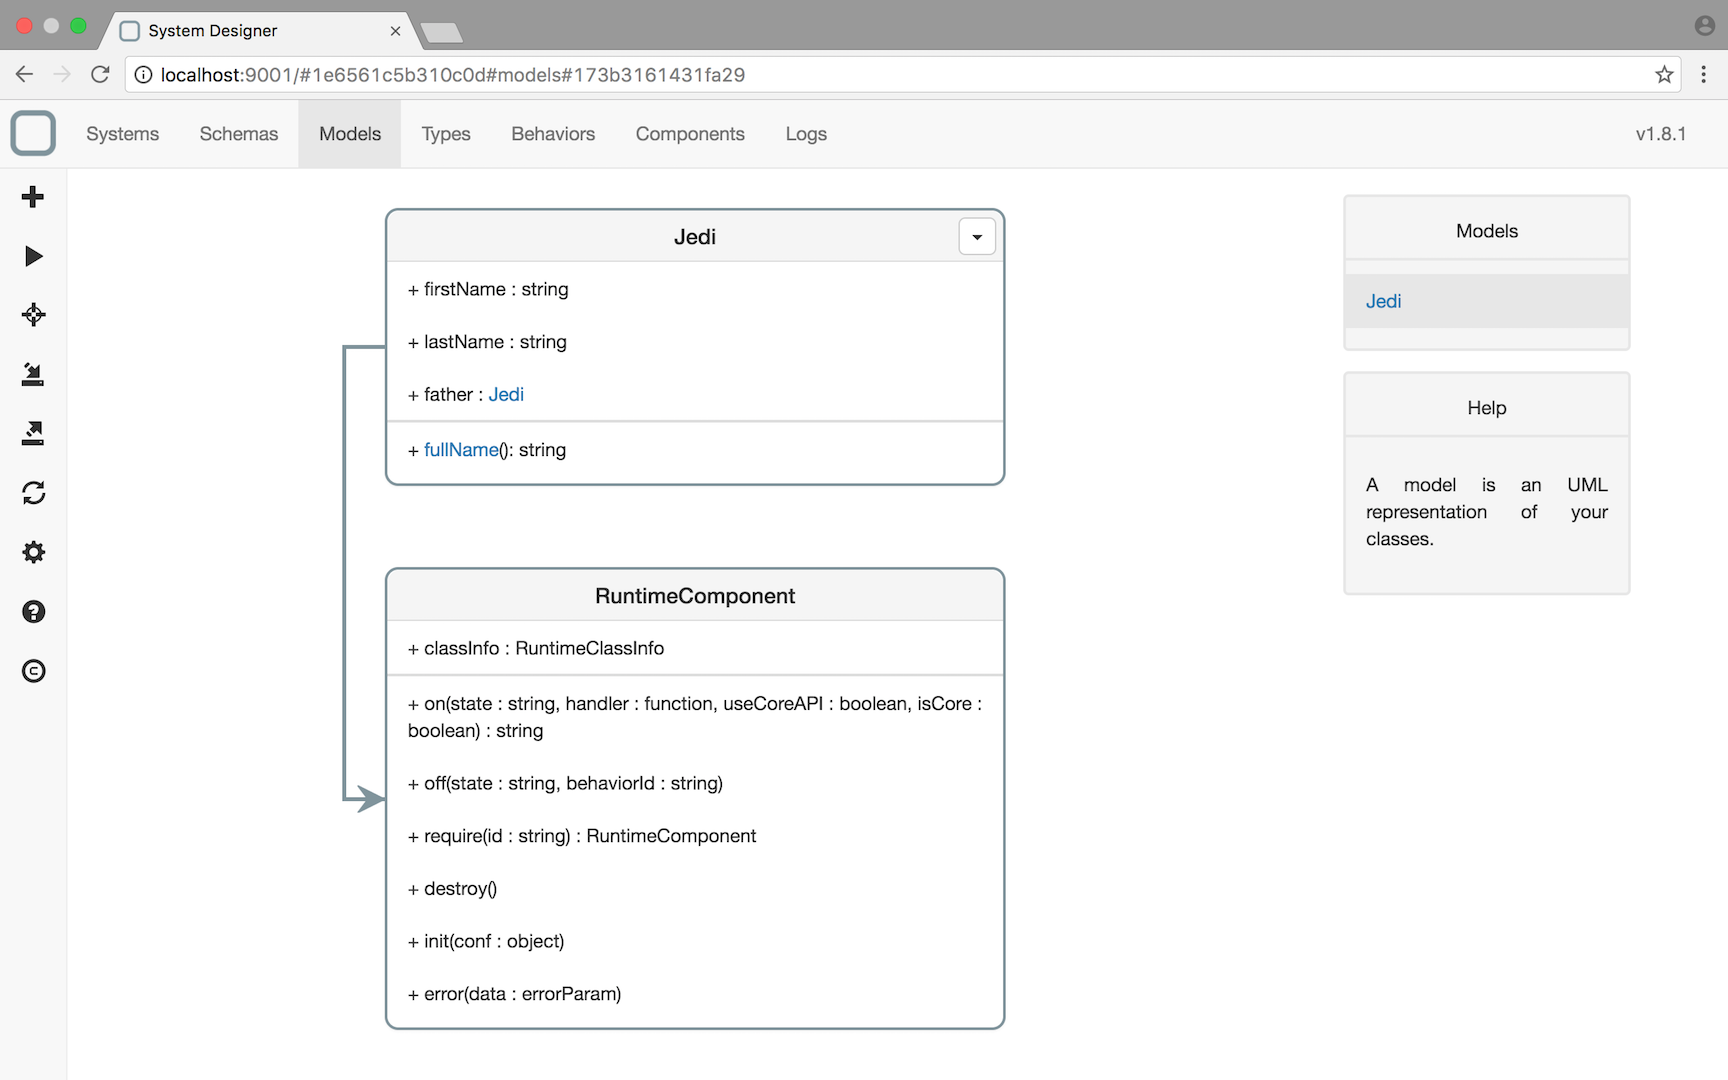 System Designer
localhost:9001/#1e6561c5b310c0d#models#173b3161431fa29
Systems Schemas Models Types Behaviors Components Logs v1.8.1
Jedi
+ firstName : string
+ lastName : string
+ father : Jedi
+ fullName(): string
RuntimeComponent
+ classInfo : RuntimeClassInfo
+ on(state : string, handler : function, useCoreAPI : boolean, isCore :
boolean) : string
+ off(state : string, behaviorId : string)
+ require(id : string) : RuntimeComponent
+ destroy()
+ init(conf : object)
+ error(data : errorParam)
Models
Jedi
Help
A model is an UML
representation of your
classes.